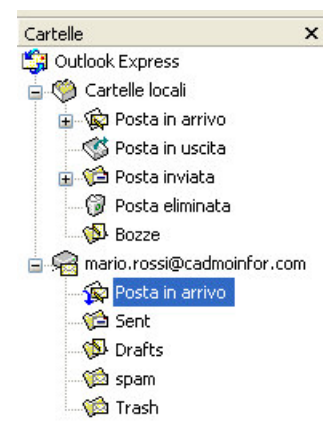 Cartelle
Outlook Express
Cartelle locali
Posta in arrivo
Posta in uscita
Posta inviata
Posta eliminata
Bozze
mario.rossi@cadmoinfor.com
Posta in arrivo
Sent
Drafts
spam
Trash